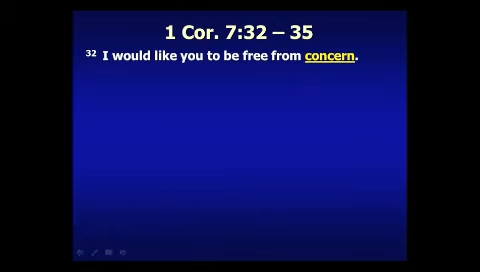 1 Cor. 7:32 – 35
32 I would like you to be free from concern.